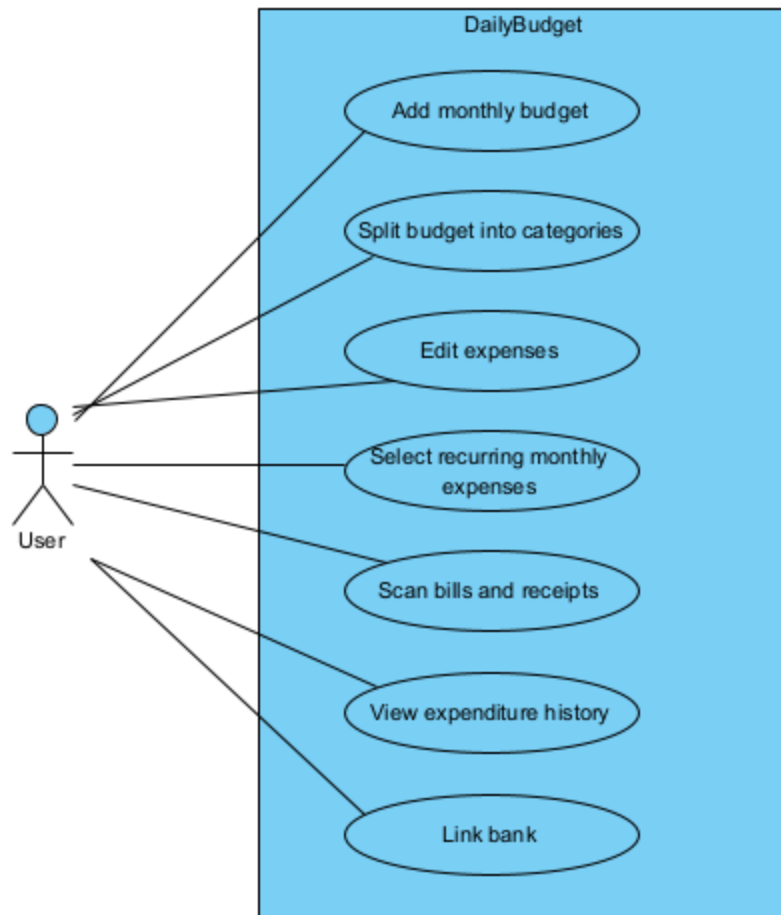 DailyBudget
Add monthly budget
Split budget into categories
Edit expenses
Select recurring monthly
expenses
User
Scan bills and receipts
View expenditure history
Link bank